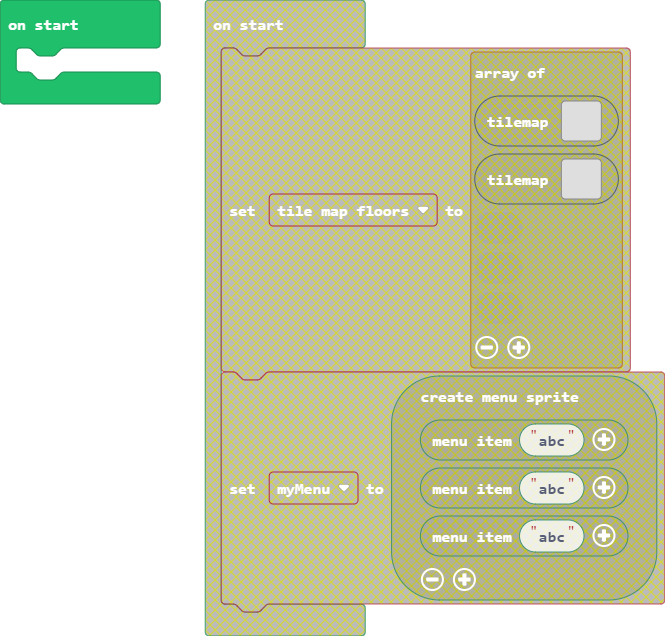 on start
on start
array of
tilemap
tilemap
set tile map floors to
create menu sprite
menu item "abc"
menu item "abc"
set myMenu to
menu item "abc"